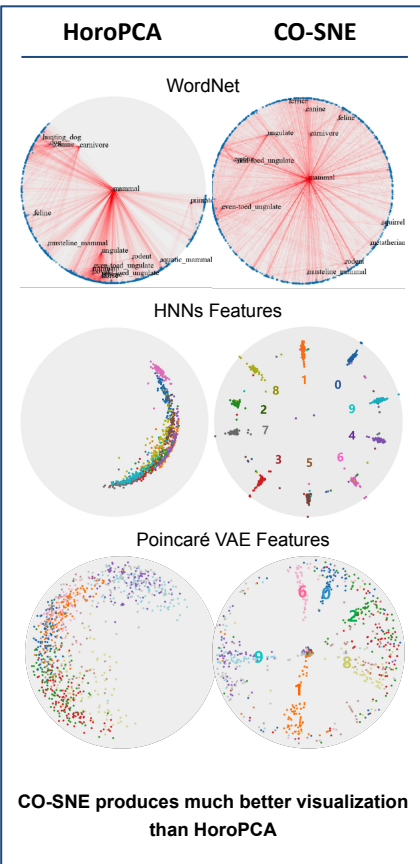 HoroPCA CO-SNE
WordNet
hunting_dog
canine
carnivore
mammal
primate
feline
musteline_mammal
ungulate
rodent
even-toed_ungulate
aquatic_mammal
canine
feline
ungulate
carnivore
even-toed_ungulate
mammal
even-toed_ungulate
squirrel
metatherian
rodent
musteline_mammal
HNNs Features
1
0
8
2
9
7
4
3
5
6
Poincaré VAE Features
6
0
2
9
8
1
CO-SNE produces much better visualization
than HoroPCA